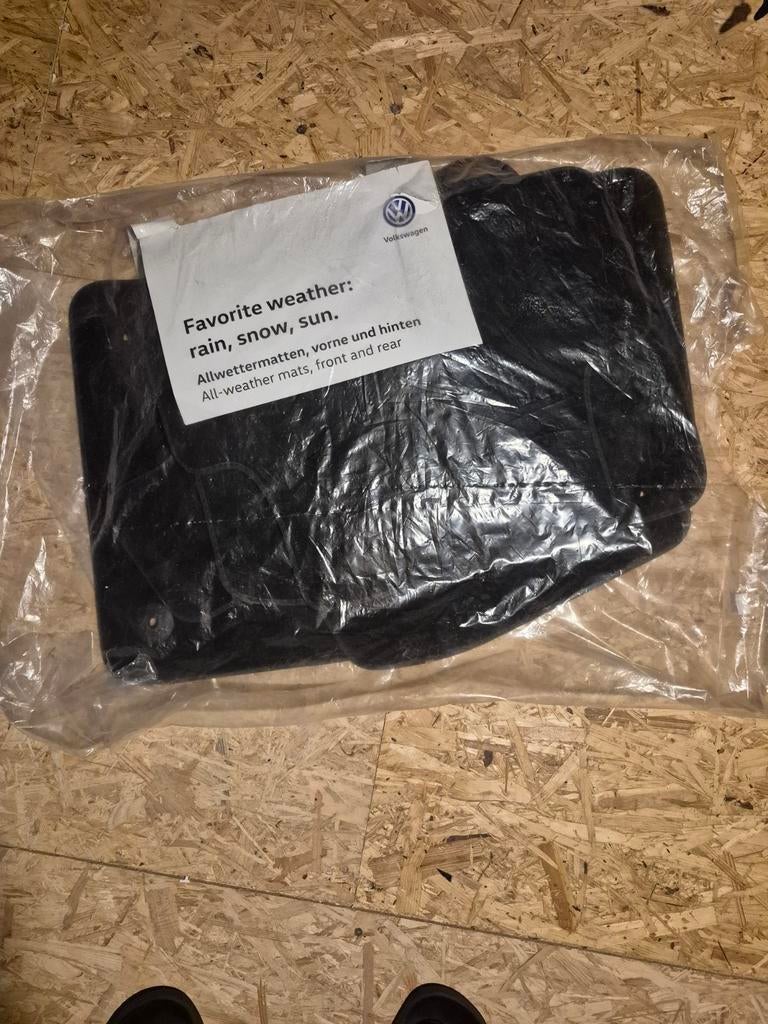 Volkswagen
Favorite weather:
rain, snow, sun.
Allwettermatten, vorne und hinten
All-weather mats, front and rear